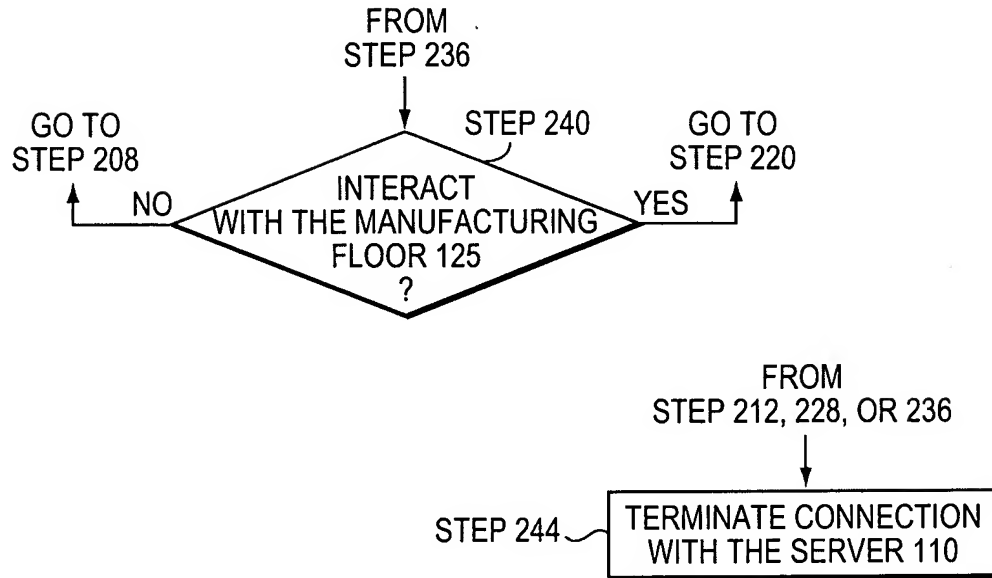 FROM
STEP 236
GO TO
STEP 208
STEP 240
GO TO
STEP 220
NO
INTERACT
WITH THE MANUFACTURING
FLOOR 125
?
YES
FROM
STEP 212, 228, OR 236
STEP 244
TERMINATE CONNECTION
WITH THE SERVER 110